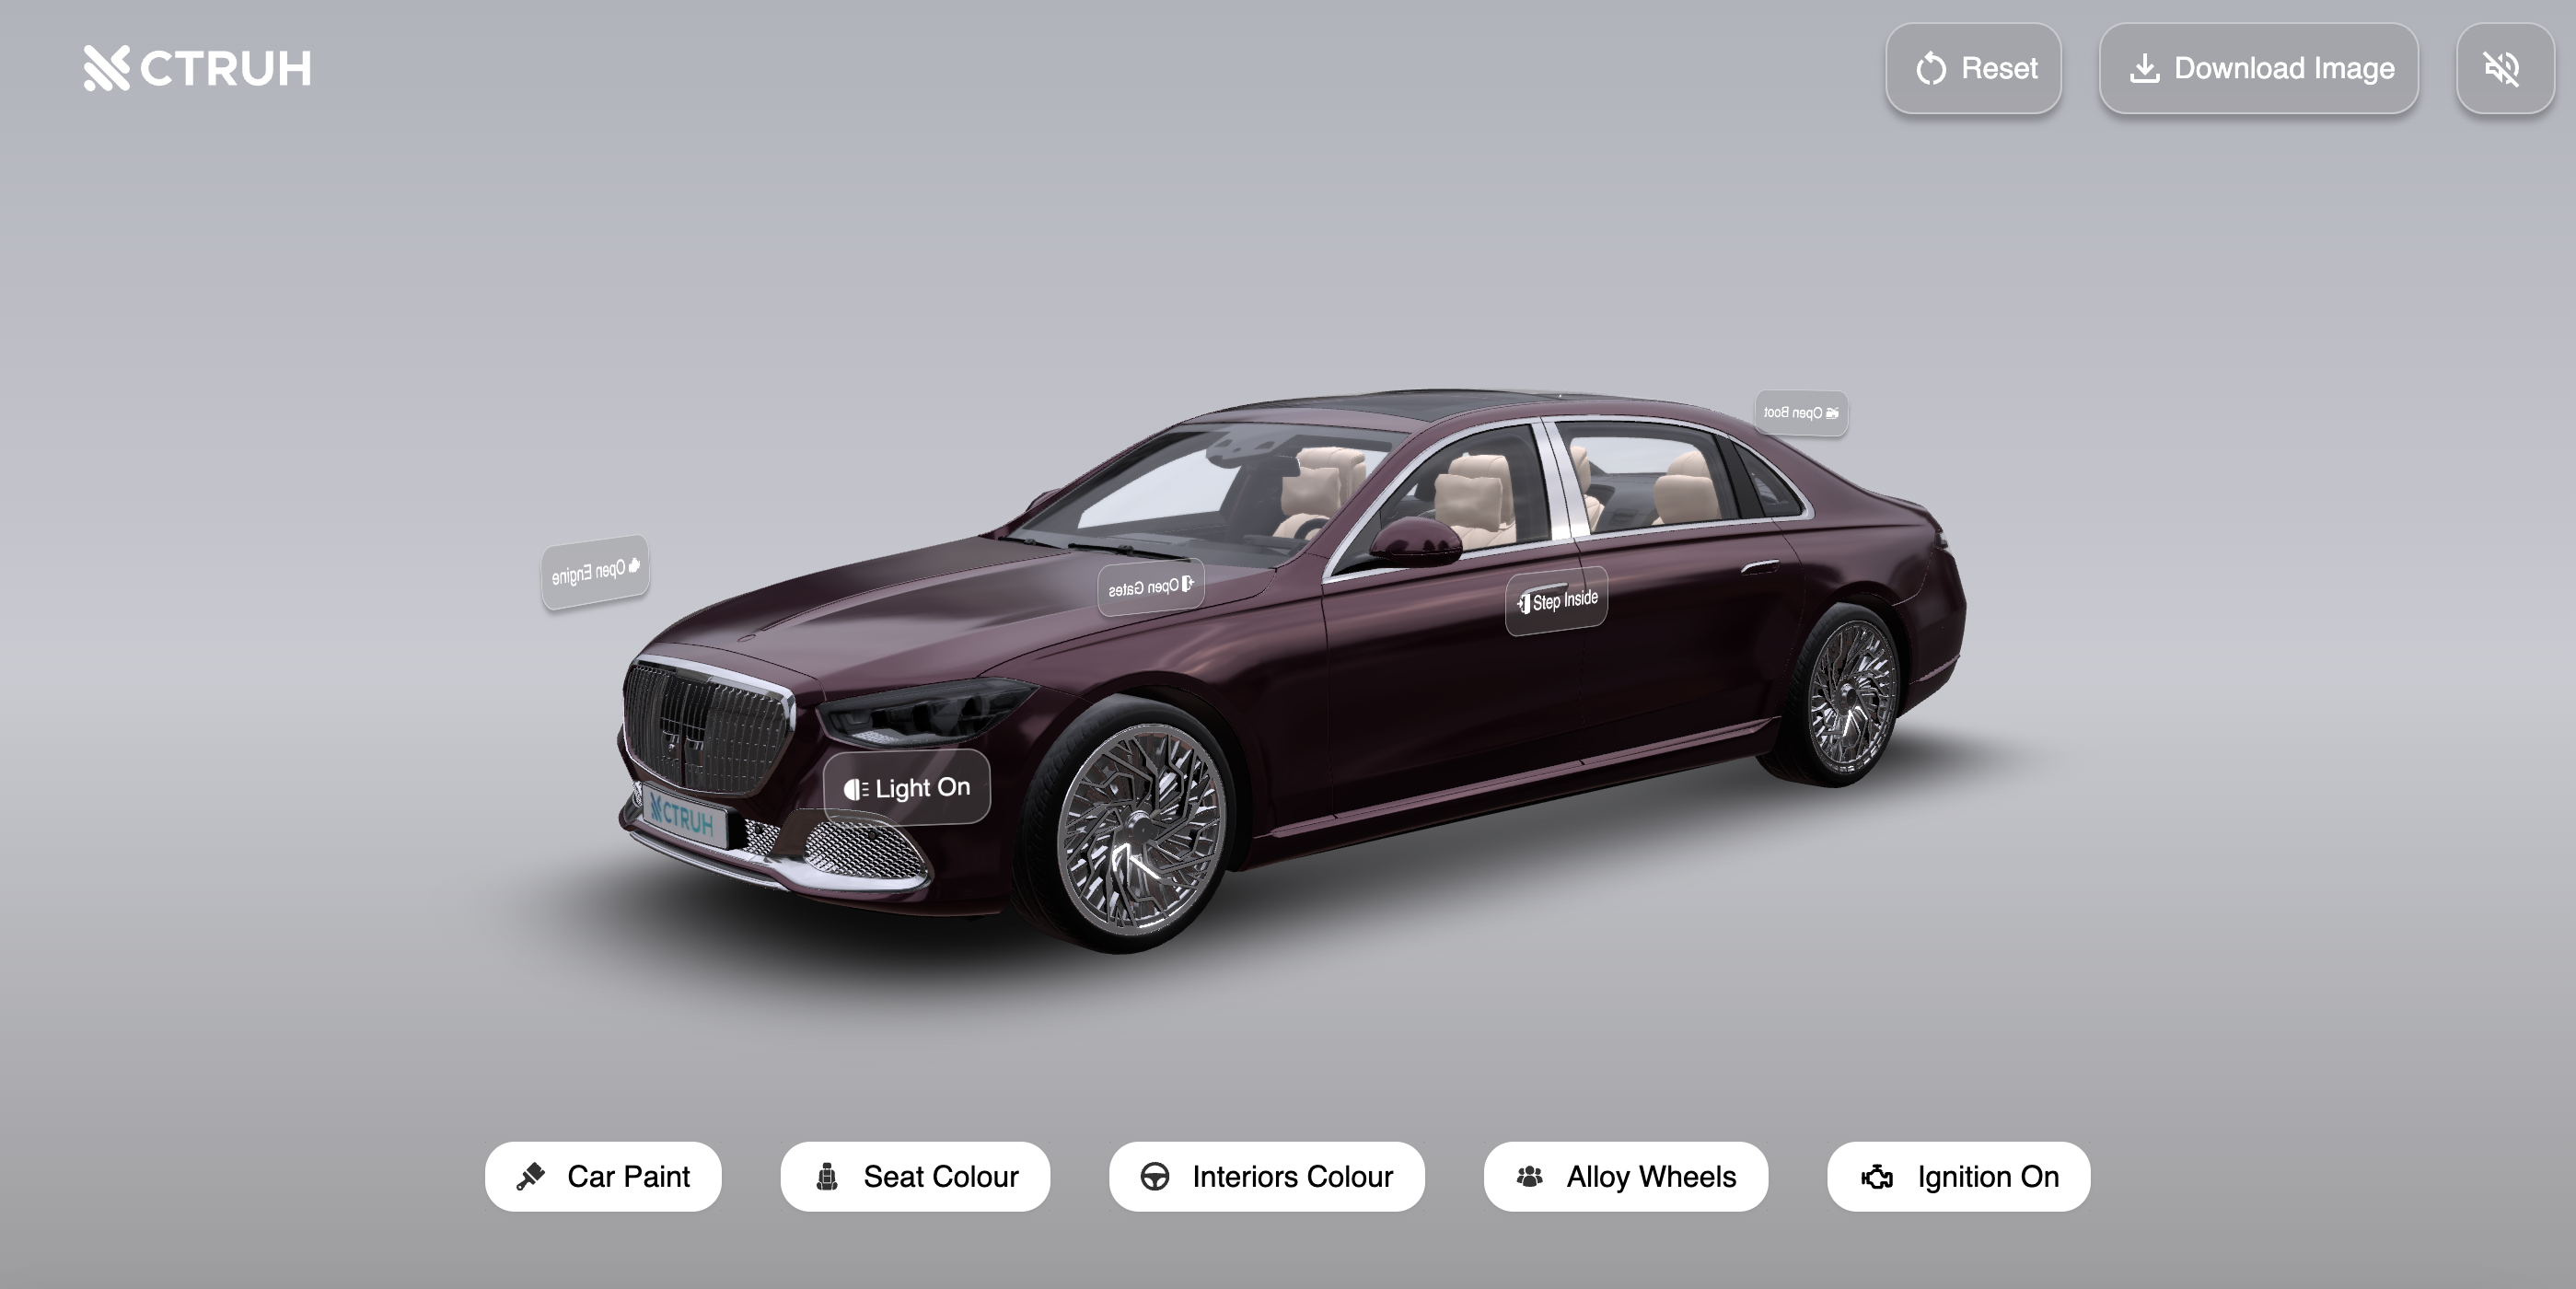 CTRUH
Reset
Download Image
Open Boot
Open Engine
Open Gates
Step Inside
Light On
CTRUH
Car Paint
Seat Colour
Interiors Colour
Alloy Wheels
Ignition On